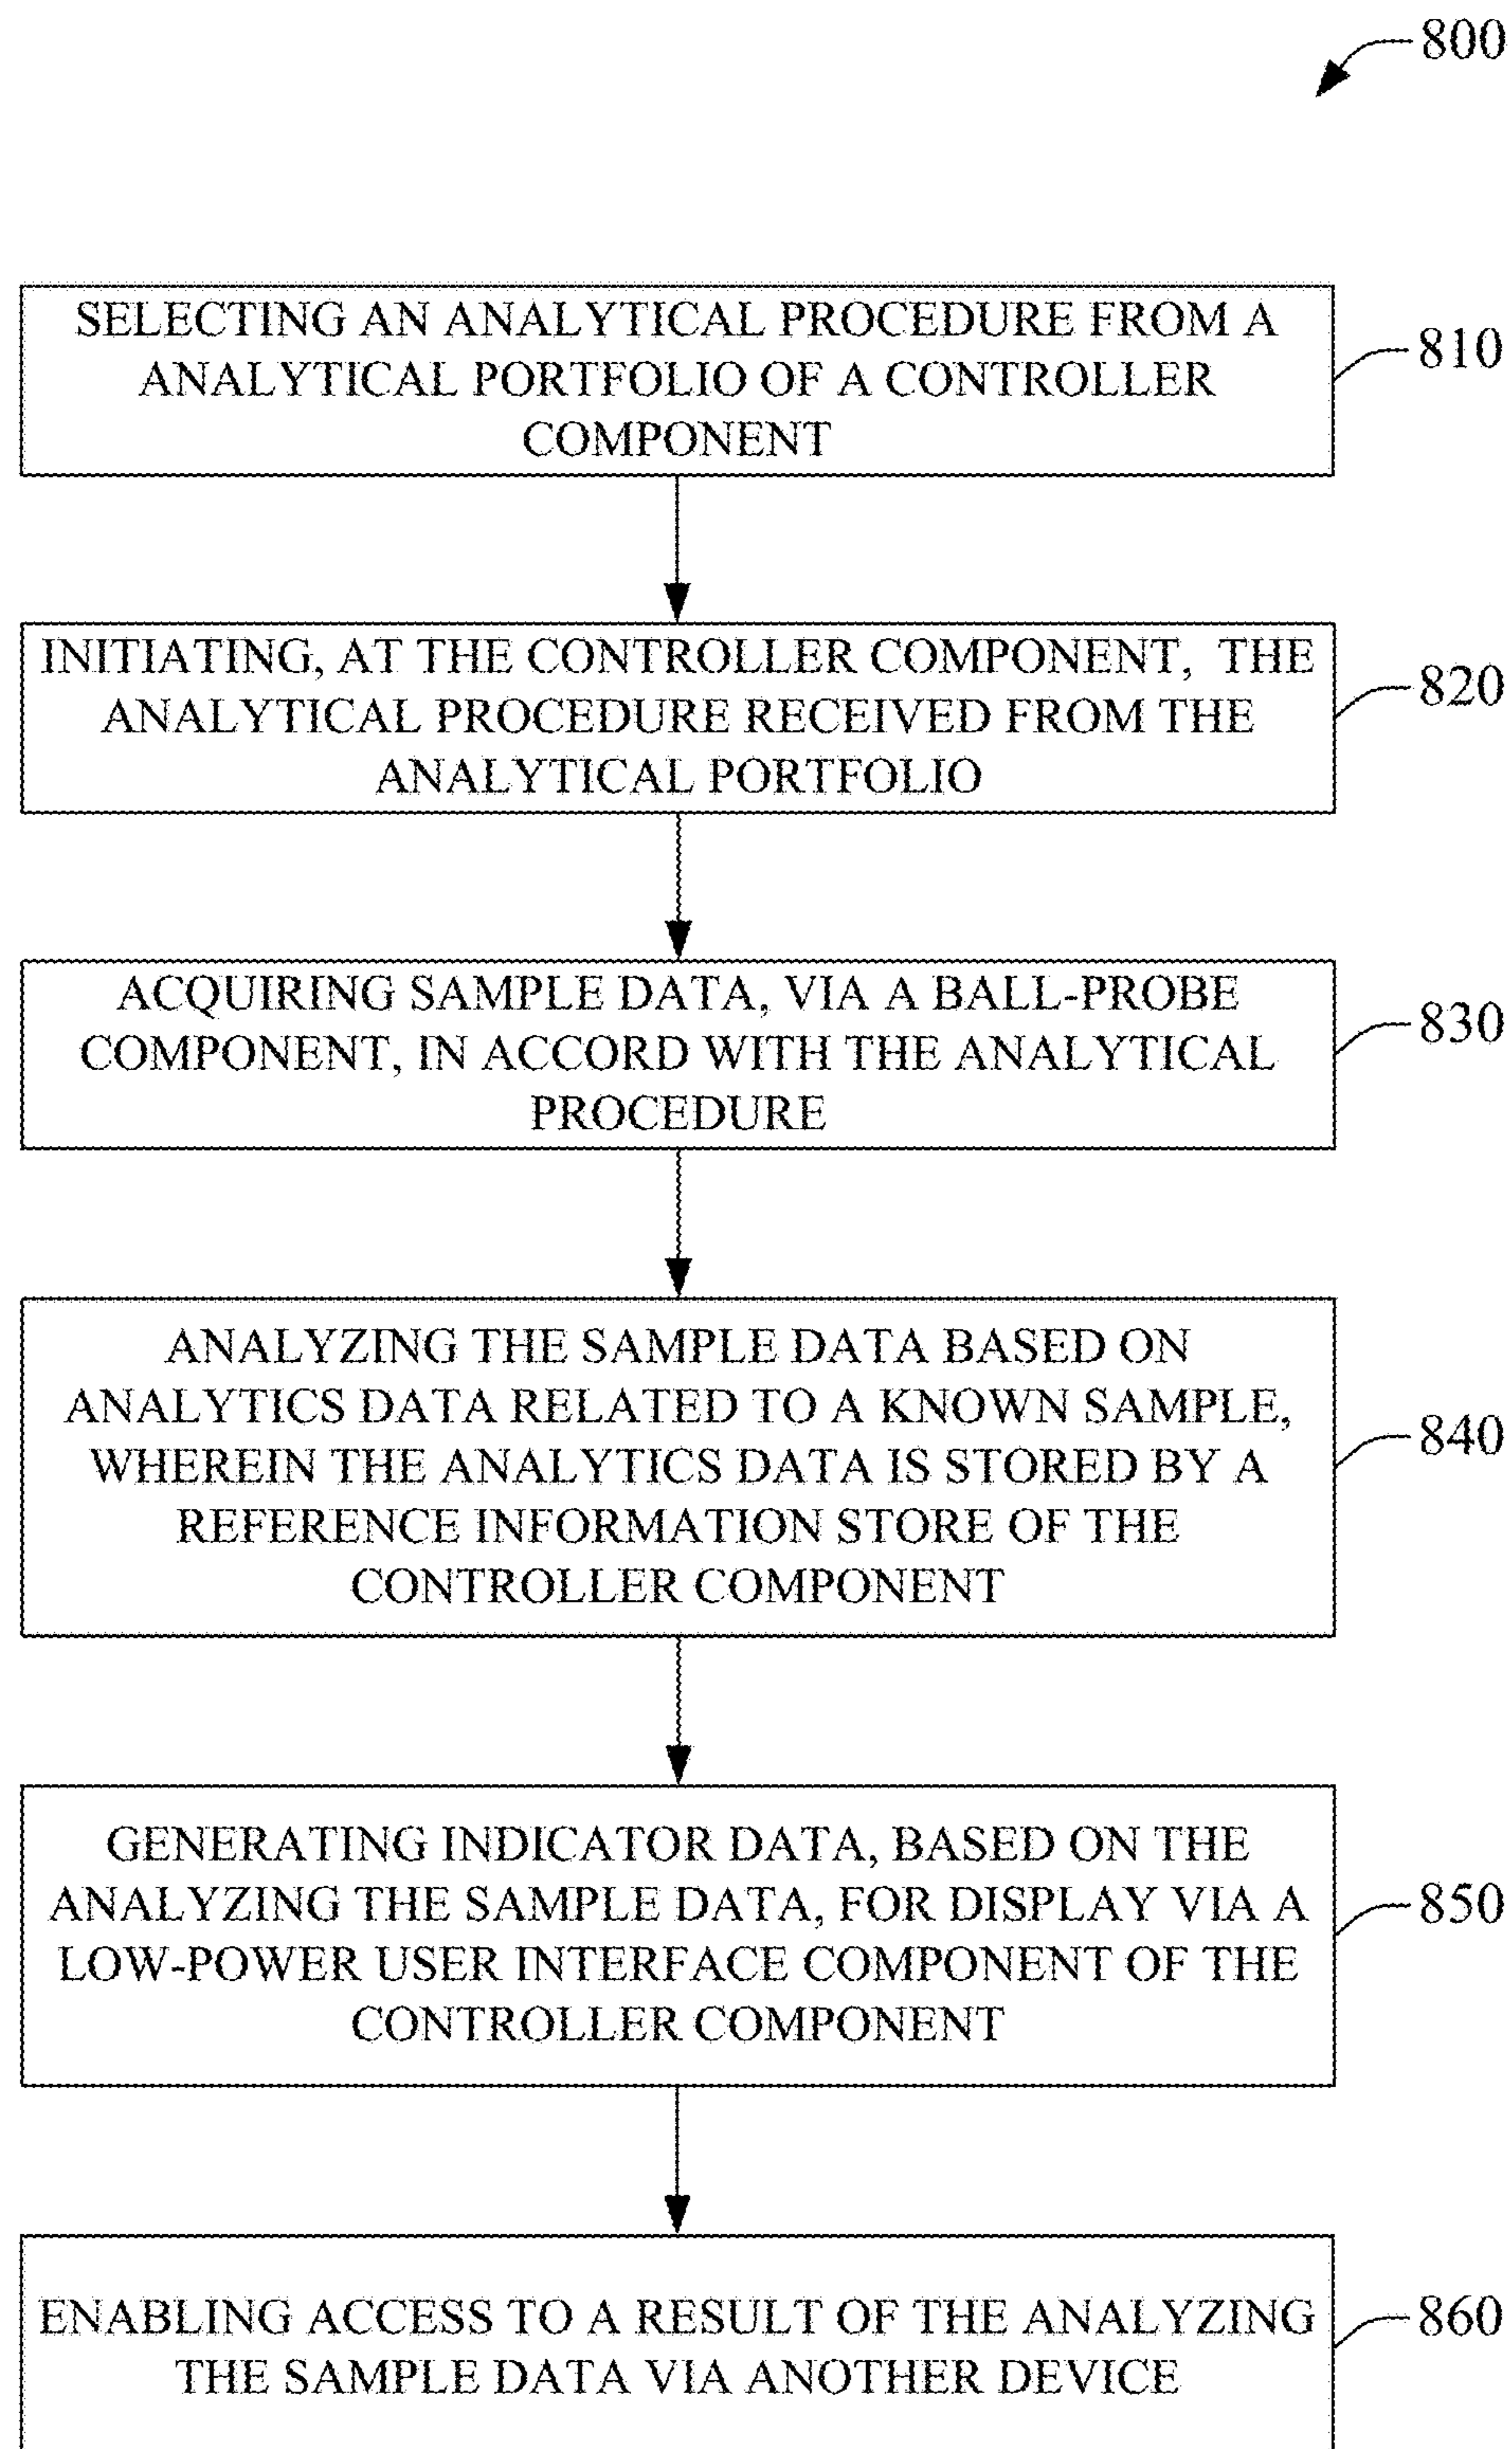 800
SELECTING AN ANALYTICAL PROCEDURE FROM A
ANALYTICAL PORTFOLIO OF A CONTROLLER
COMPONENT
810
INITIATING, AT THE CONTROLLER COMPONENT, THE
ANALYTICAL PROCEDURE RECEIVED FROM THE
ANALYTICAL PORTFOLIO
820
ACQUIRING SAMPLE DATA, VIA A BALL-PROBE
COMPONENT, IN ACCORD WITH THE ANALYTICAL
PROCEDURE
830
ANALYZING THE SAMPLE DATA BASED ON
ANALYTICS DATA RELATED TO A KNOWN SAMPLE,
WHEREIN THE ANALYTICS DATA IS STORED BY A
REFERENCE INFORMATION STORE OF THE
CONTROLLER COMPONENT
840
GENERATING INDICATOR DATA, BASED ON THE
ANALYZING THE SAMPLE DATA, FOR DISPLAY VIA A
LOW-POWER USER INTERFACE COMPONENT OF THE
CONTROLLER COMPONENT
850
ENABLING ACCESS TO A RESULT OF THE ANALYZING
THE SAMPLE DATA VIA ANOTHER DEVICE
860